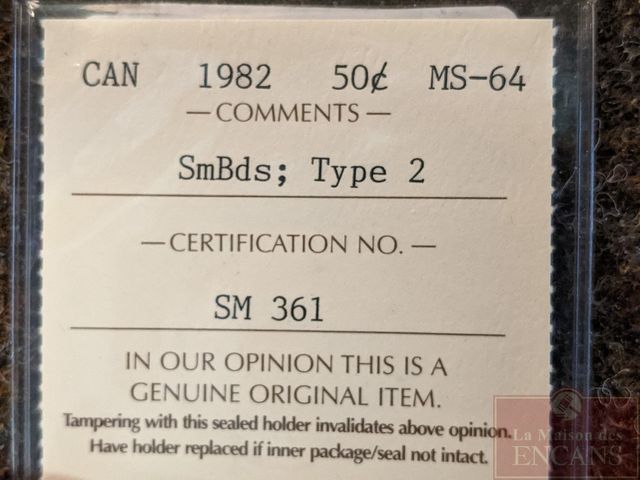 CAN 1982 50¢ MS-64
— COMMENTS —
SmBds; Type 2
— CERTIFICATION NO. —
SM 361
IN OUR OPINION THIS IS A
GENUINE ORIGINAL ITEM.
Tampering with this sealed holder invalidates above opinion.
Have holder replaced if inner package/seal not intact.
La Maison des
ENCANS